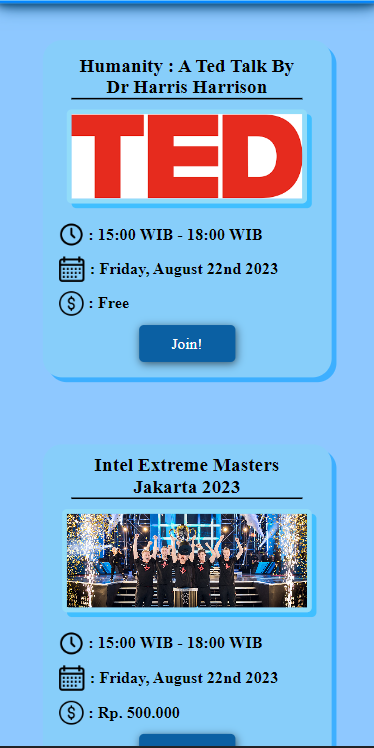 Humanity : A Ted Talk By
Dr Harris Harrison
TED
: 15:00 WIB - 18:00 WIB
: Friday, August 22nd 2023
$ : Free
Join!
Intel Extreme Masters
Jakarta 2023
: 15:00 WIB - 18:00 WIB
: Friday, August 22nd 2023
$ : Rp. 500.000